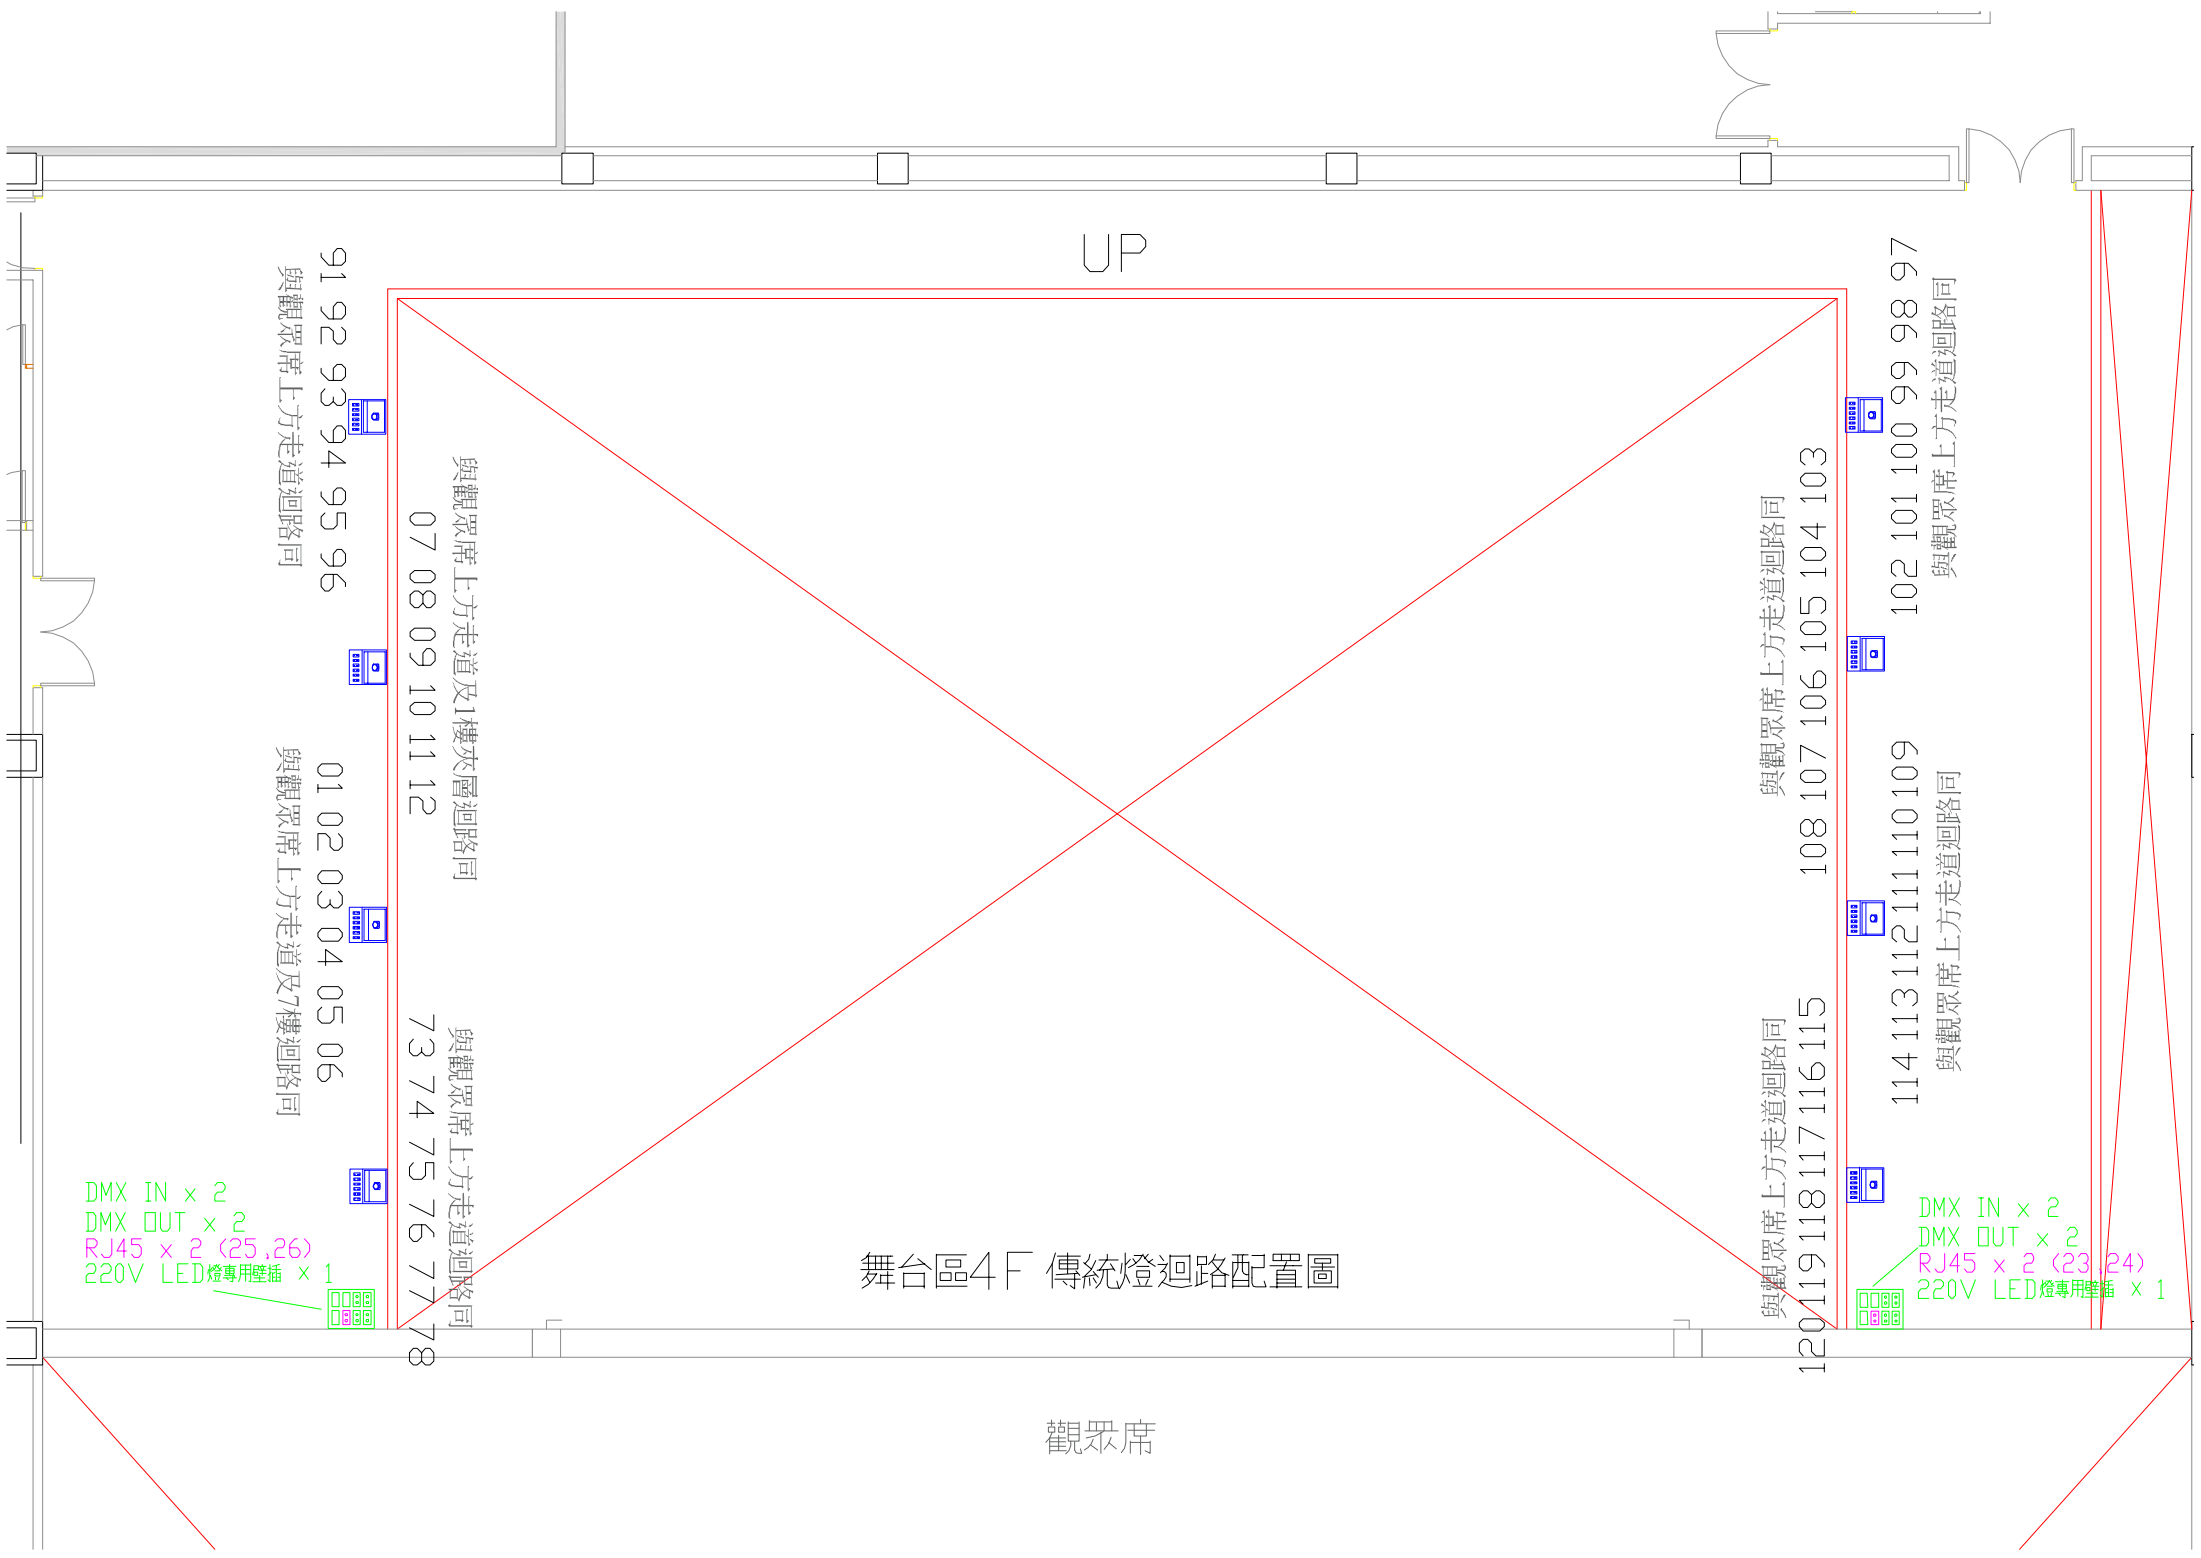 UP
91 92 93 94 95 96
與觀眾席上方走道迴路同
07 08 09 10 11 12
與觀眾席上方走道及1樓夾層迴路同
01 02 03 04 05 06
與觀眾席上方走道及7樓迴路同
73 74 75 76 77 78
與觀眾席上方走道迴路同
102 101 100 99 98 97
與觀眾席上方走道迴路同
108 107 106 105 104 103
與觀眾席上方走道迴路同
114 113 112 111 110 109
與觀眾席上方走道迴路同
120 119 118 117 116 115
與觀眾席上方走道迴路同
DMX IN x 2
DMX OUT x 2
RJ45 x 2 (25,26)
220V LED燈專用壁插 x 1
DMX IN x 2
DMX OUT x 2
RJ45 x 2 (23,24)
220V LED燈專用壁插 x 1
舞台區4F 傳統燈迴路配置圖
觀眾席